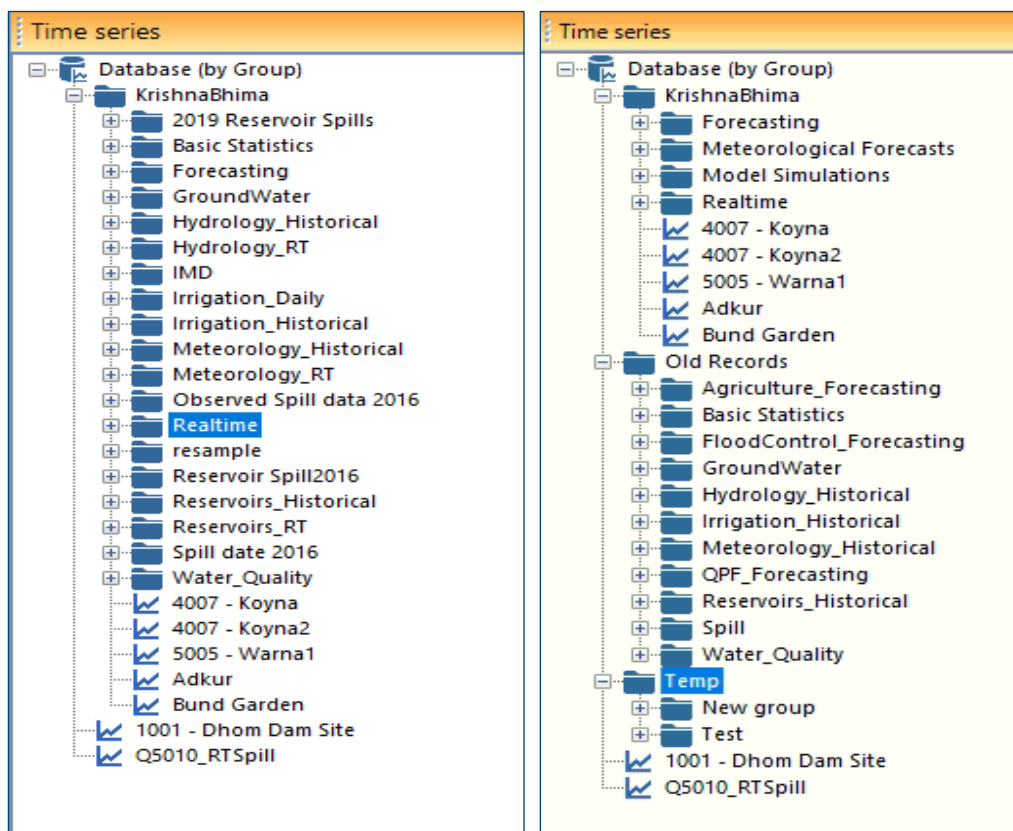 Time series
Database (by Group)
KrishnaBhima
2019 Reservoir Spills
Basic Statistics
Forecasting
GroundWater
Hydrology_Historical
Hydrology_RT
IMD
Irrigation_Daily
Irrigation_Historical
Meteorology_Historical
Meteorology_RT
Observed Spill data 2016
Realtime
resample
Reservoir Spill2016
Reservoirs_Historical
Reservoirs_RT
Spill date 2016
Water_Quality
4007 - Koyna
4007 - Koyna2
5005 - Warna1
Adkur
Bund Garden
1001 - Dhom Dam Site
Q5010_RTSpill
Time series
Database (by Group)
KrishnaBhima
Forecasting
Meteorological Forecasts
Model Simulations
Realtime
4007 - Koyna
4007 - Koyna2
5005 - Warna1
Adkur
Bund Garden
Old Records
Agriculture_Forecasting
Basic Statistics
FloodControl_Forecasting
GroundWater
Hydrology_Historical
Irrigation_Historical
Meteorology_Historical
QPF_Forecasting
Reservoirs_Historical
Spill
Water_Quality
Temp
New group
Test
1001 - Dhom Dam Site
Q5010_RTSpill